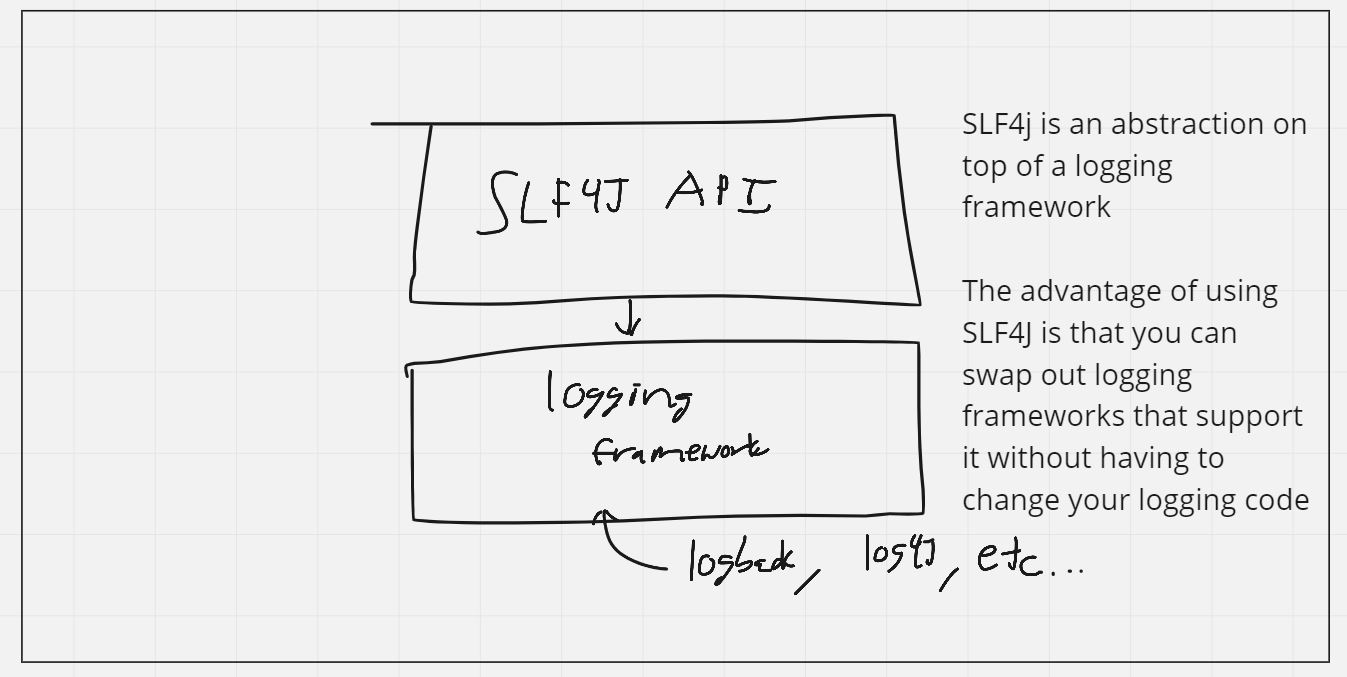 SLF4J API
logging
framework
logback, log4J, etc...
SLF4j is an abstraction on
top of a logging
framework
The advantage of using
SLF4J is that you can
swap out logging
frameworks that support
it without having to
change your logging code